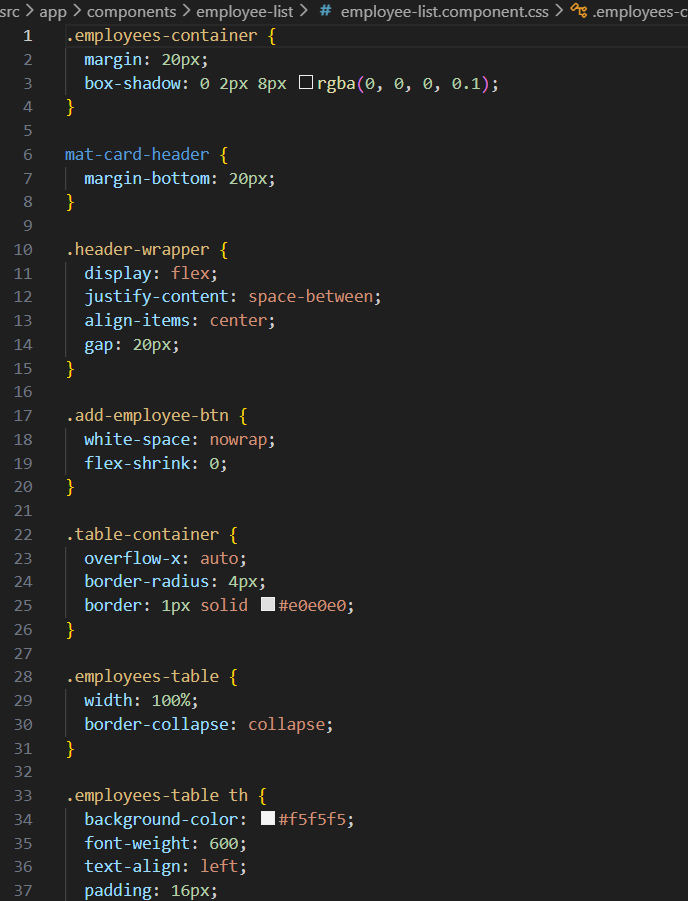 src > app > components > employee-list > # employee-list.component.css > .employees-c
1 .employees-container {
2 margin: 20px;
3 box-shadow: 0 2px 8px rgba(0, 0, 0, 0.1);
4 }
5
6 mat-card-header {
7 margin-bottom: 20px;
8 }
9
10 .header-wrapper {
11 display: flex;
12 justify-content: space-between;
13 align-items: center;
14 gap: 20px;
15 }
16
17 .add-employee-btn {
18 white-space: nowrap;
19 flex-shrink: 0;
20 }
21
22 .table-container {
23 overflow-x: auto;
24 border-radius: 4px;
25 border: 1px solid #e0e0e0;
26 }
27
28 .employees-table {
29 width: 100%;
30 border-collapse: collapse;
31 }
32
33 .employees-table th {
34 background-color: #f5f5f5;
35 font-weight: 600;
36 text-align: left;
37 padding: 16px;